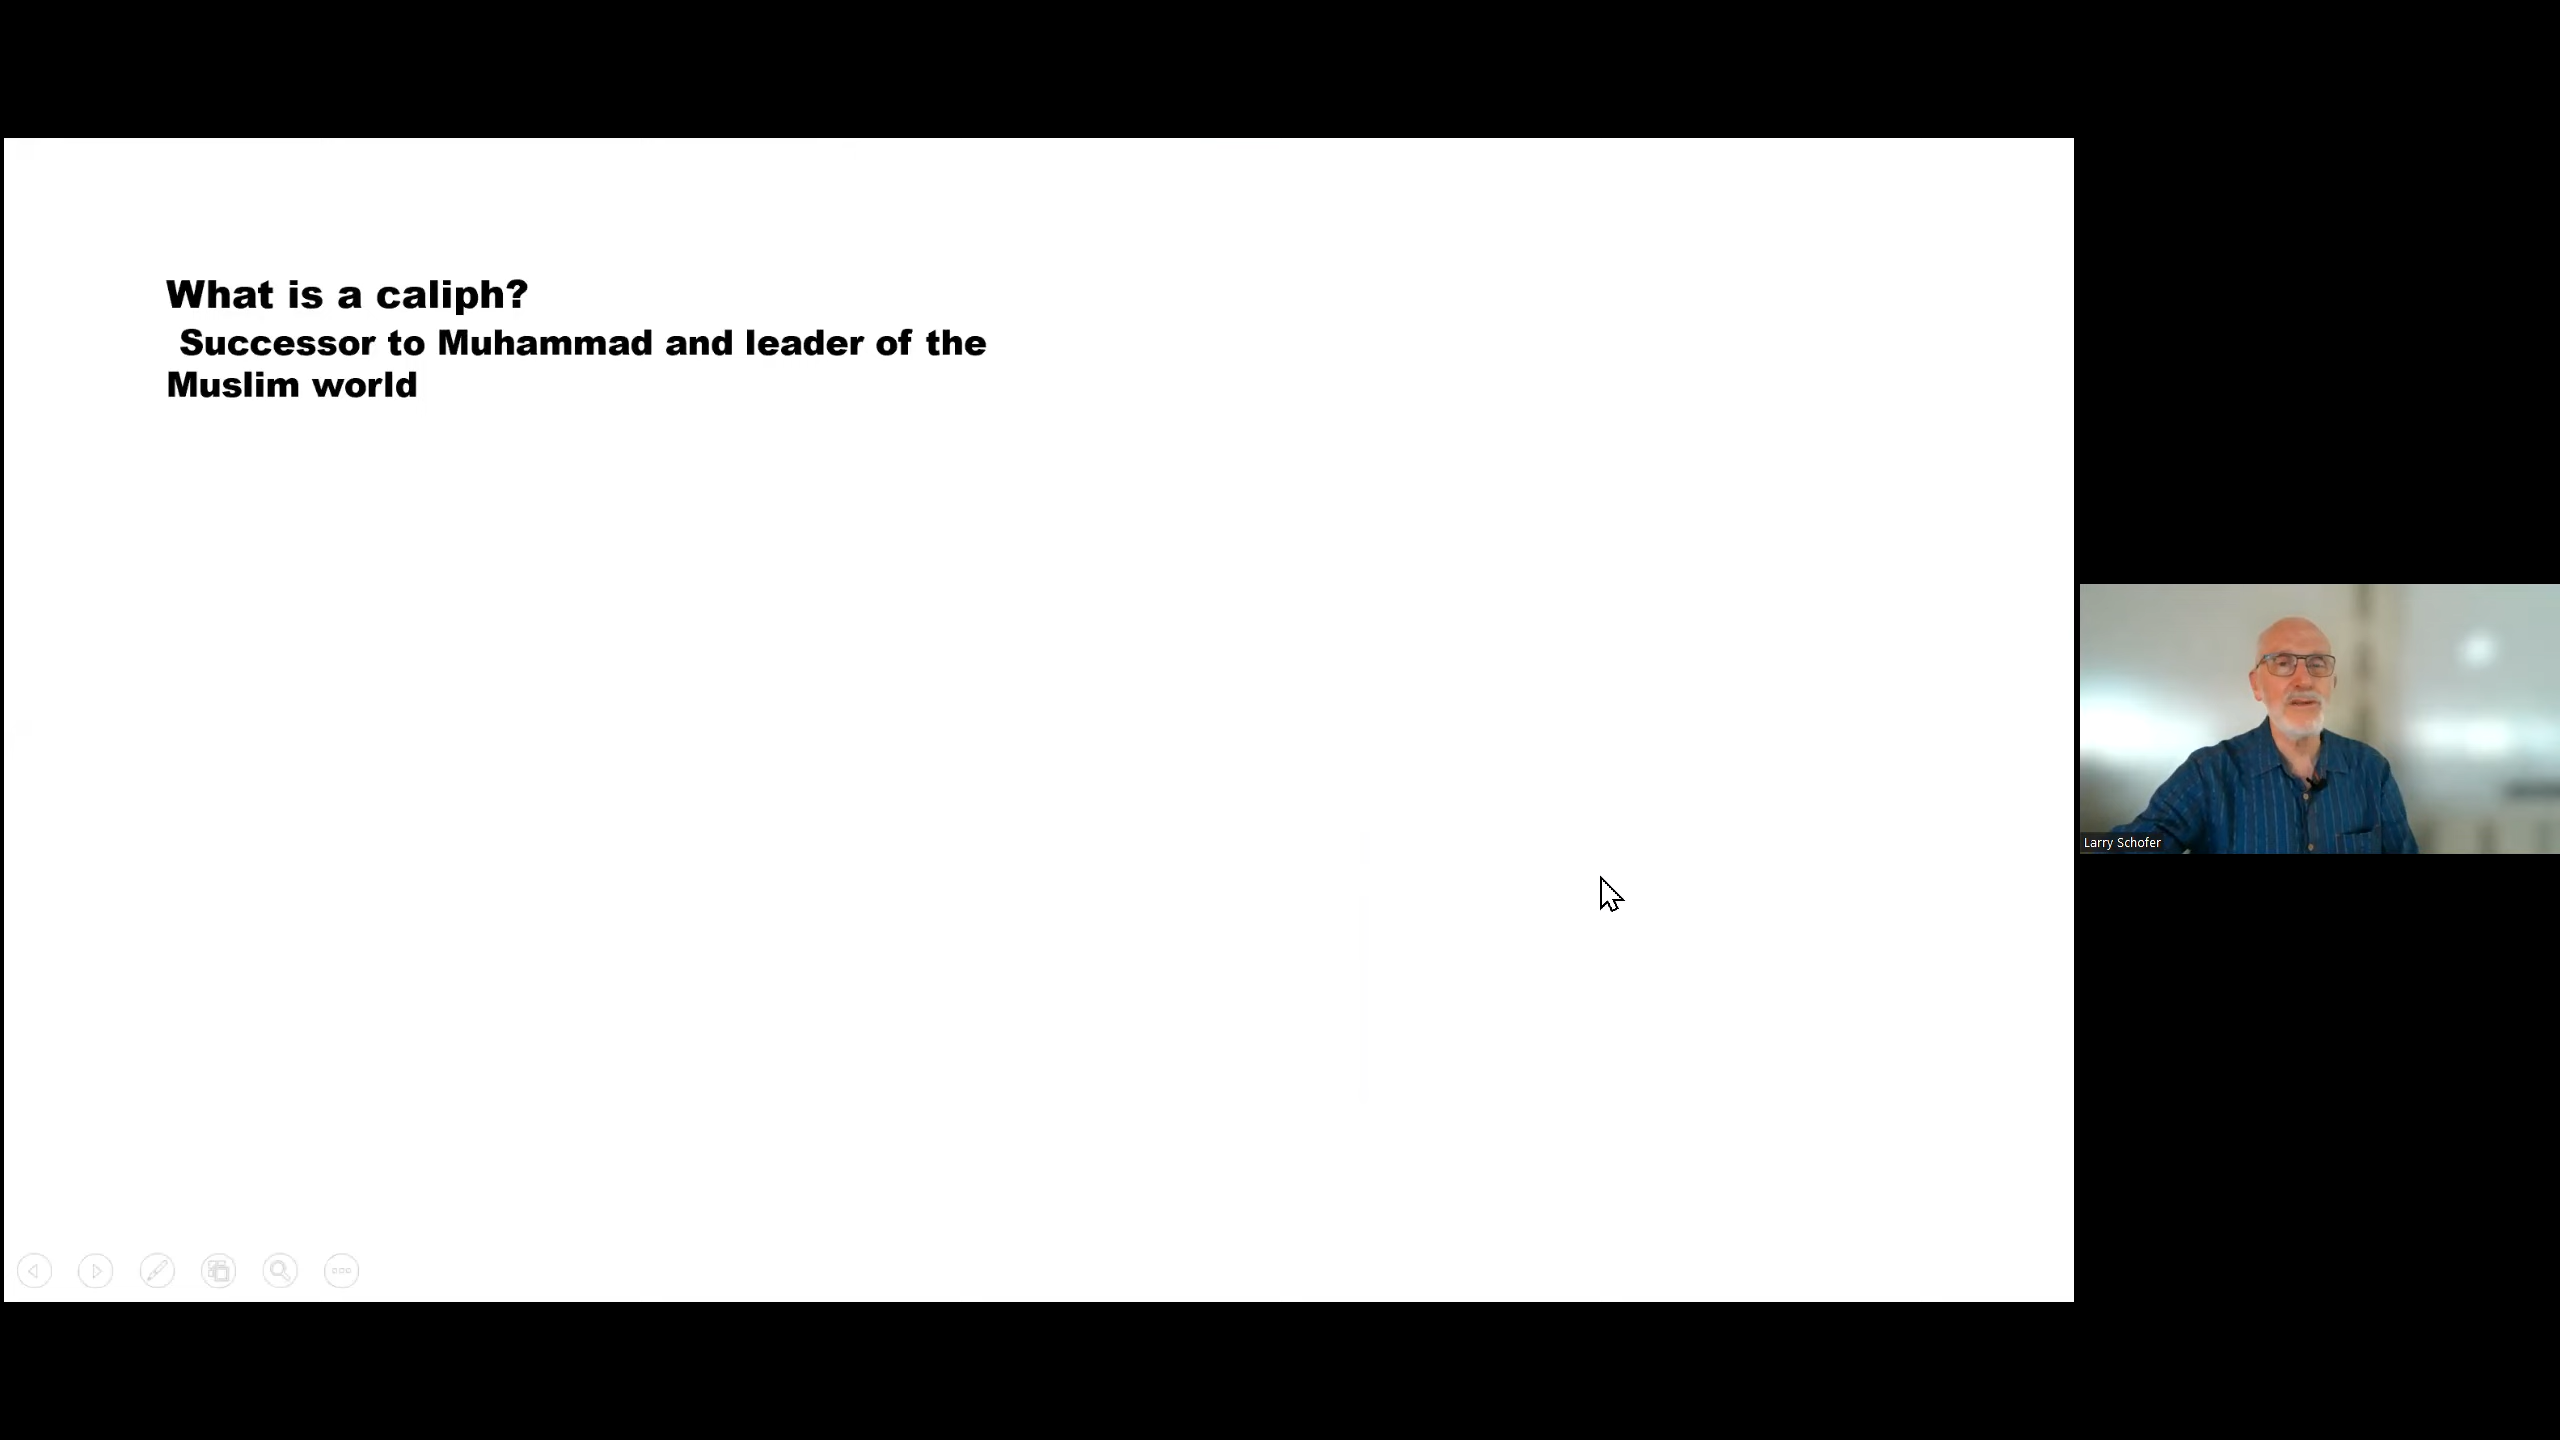 What is a caliph?
Successor to Muhammad and leader of the
Muslim world
Larry Schofer